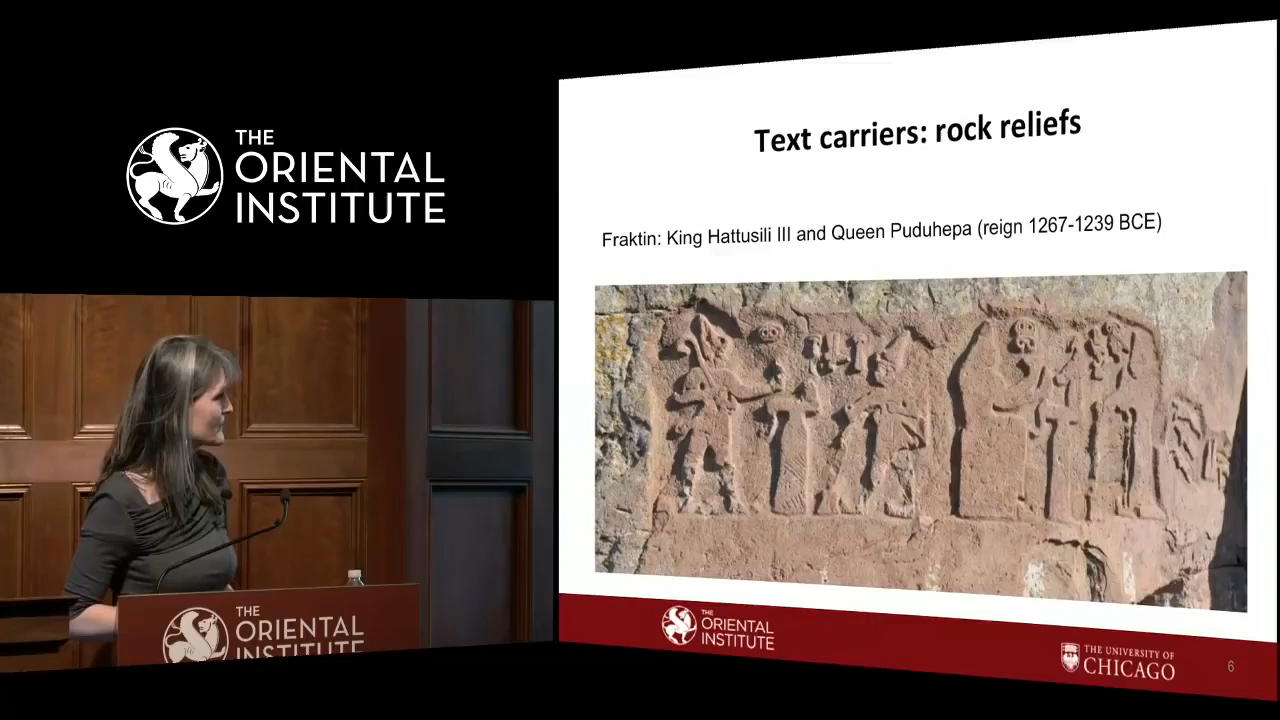 THE
ORIENTAL
INSTITUTE
Text carriers: rock reliefs
Fraktin: King Hattusili III and Queen Puduhepa (reign 1267-1239 BCE)
THE
ORIENTAL
INSTITUTE
THE
ORIENTAL
INSTITUTE
THE UNIVERSITY OF
CHICAGO
6